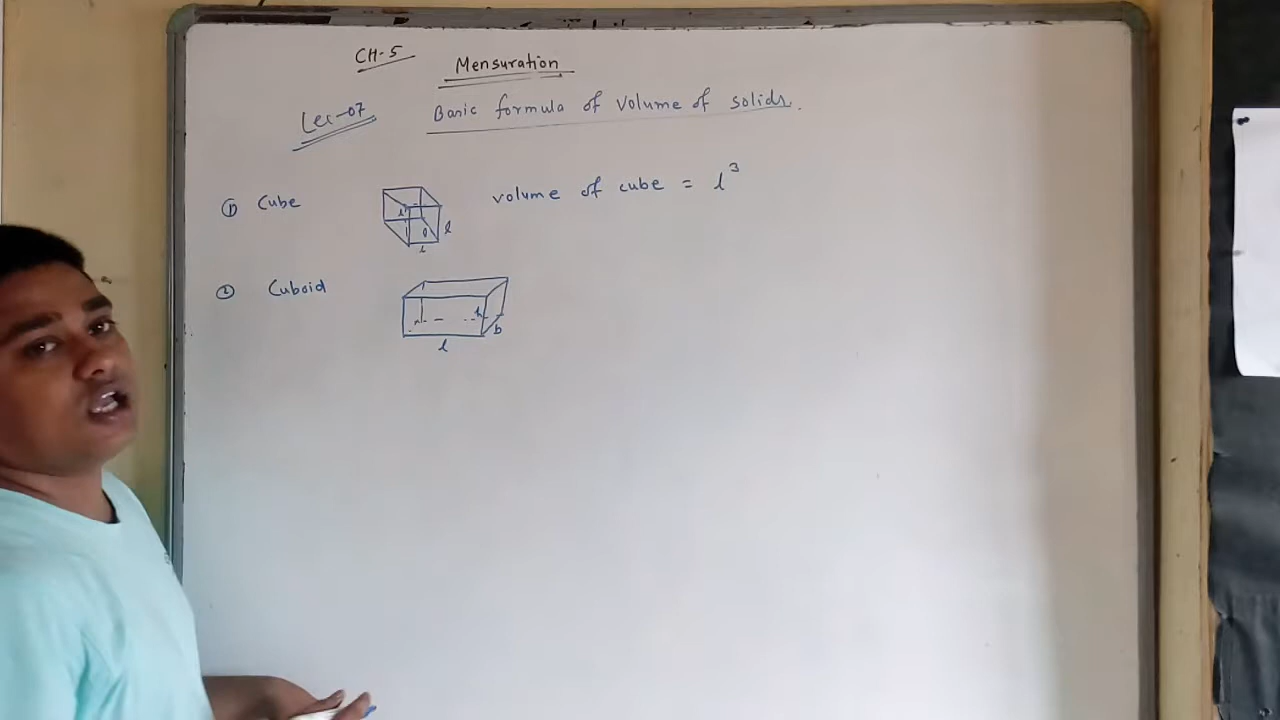 CH-5
Mensuration
Lec-07
Basic formula of Volume of solids.
① Cube
l
l
l
volume of cube = l³
② Cuboid
h
b
l